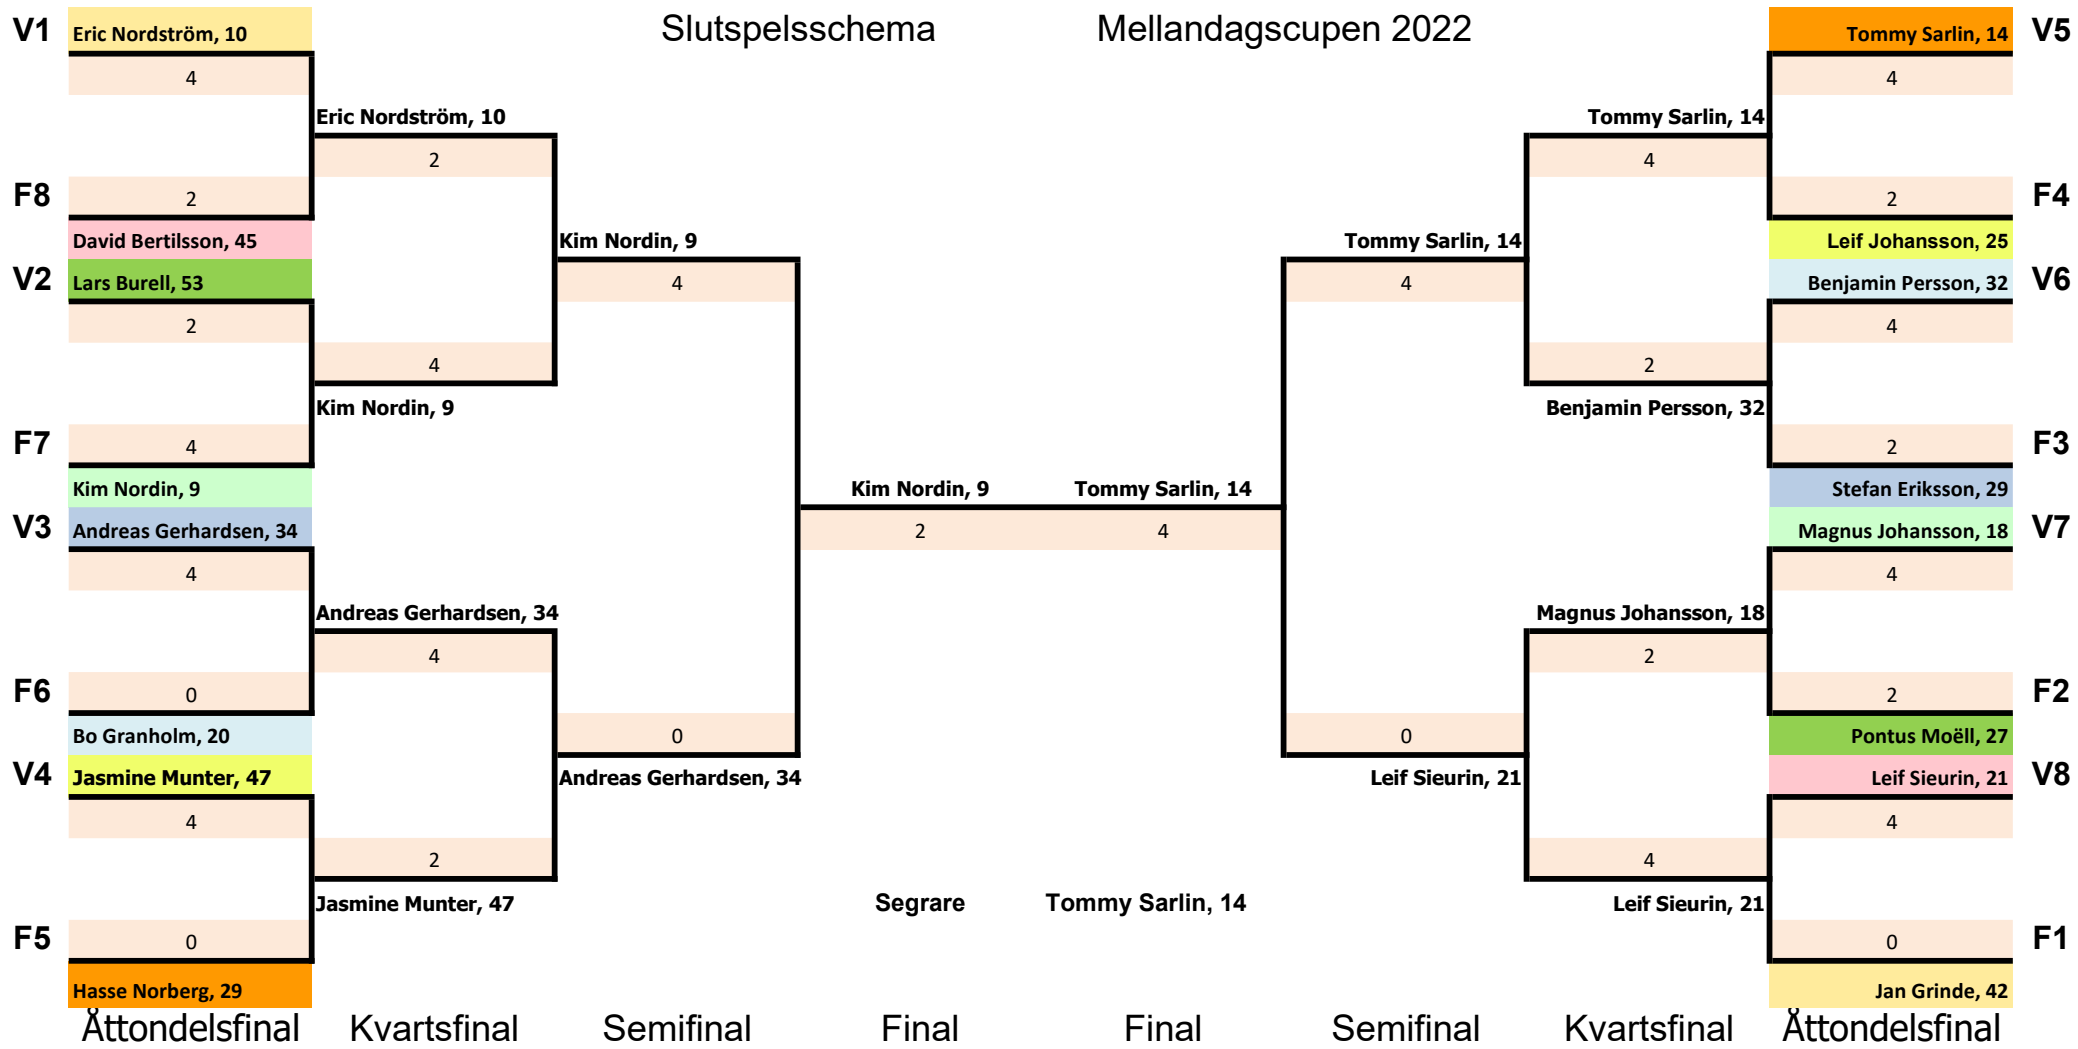 V1 Eric Nordström, 10 Slutspelsschema Mellandagscupen 2022 Tommy Sarlin, 14 V5
4 4
Eric Nordström, 10 Tommy Sarlin, 14
2 4
F8 2 2 F4
David Bertilsson, 45 Kim Nordin, 9 Tommy Sarlin, 14 Leif Johansson, 25
V2 Lars Burell, 53 4 4 Benjamin Persson, 32 V6
2 4
4 2
Kim Nordin, 9 Benjamin Persson, 32
F7 4 2 F3
Kim Nordin, 9 Kim Nordin, 9 Tommy Sarlin, 14 Stefan Eriksson, 29
V3 Andreas Gerhardsen, 34 2 4 Magnus Johansson, 18 V7
4 4
Andreas Gerhardsen, 34 Magnus Johansson, 18
4 2
F6 0 2 F2
Bo Granholm, 20 0 0 Pontus Moëll, 27
V4 Jasmine Munter, 47 Andreas Gerhardsen, 34 Leif Sieurin, 21 Leif Sieurin, 21 V8
4 4
2 4
Jasmine Munter, 47 Segrare Tommy Sarlin, 14 Leif Sieurin, 21
F5 0 0 F1
Hasse Norberg, 29 Jan Grinde, 42
Åttondelsfinal Kvartsfinal Semifinal Final Final Semifinal Kvartsfinal Åttondelsfinal